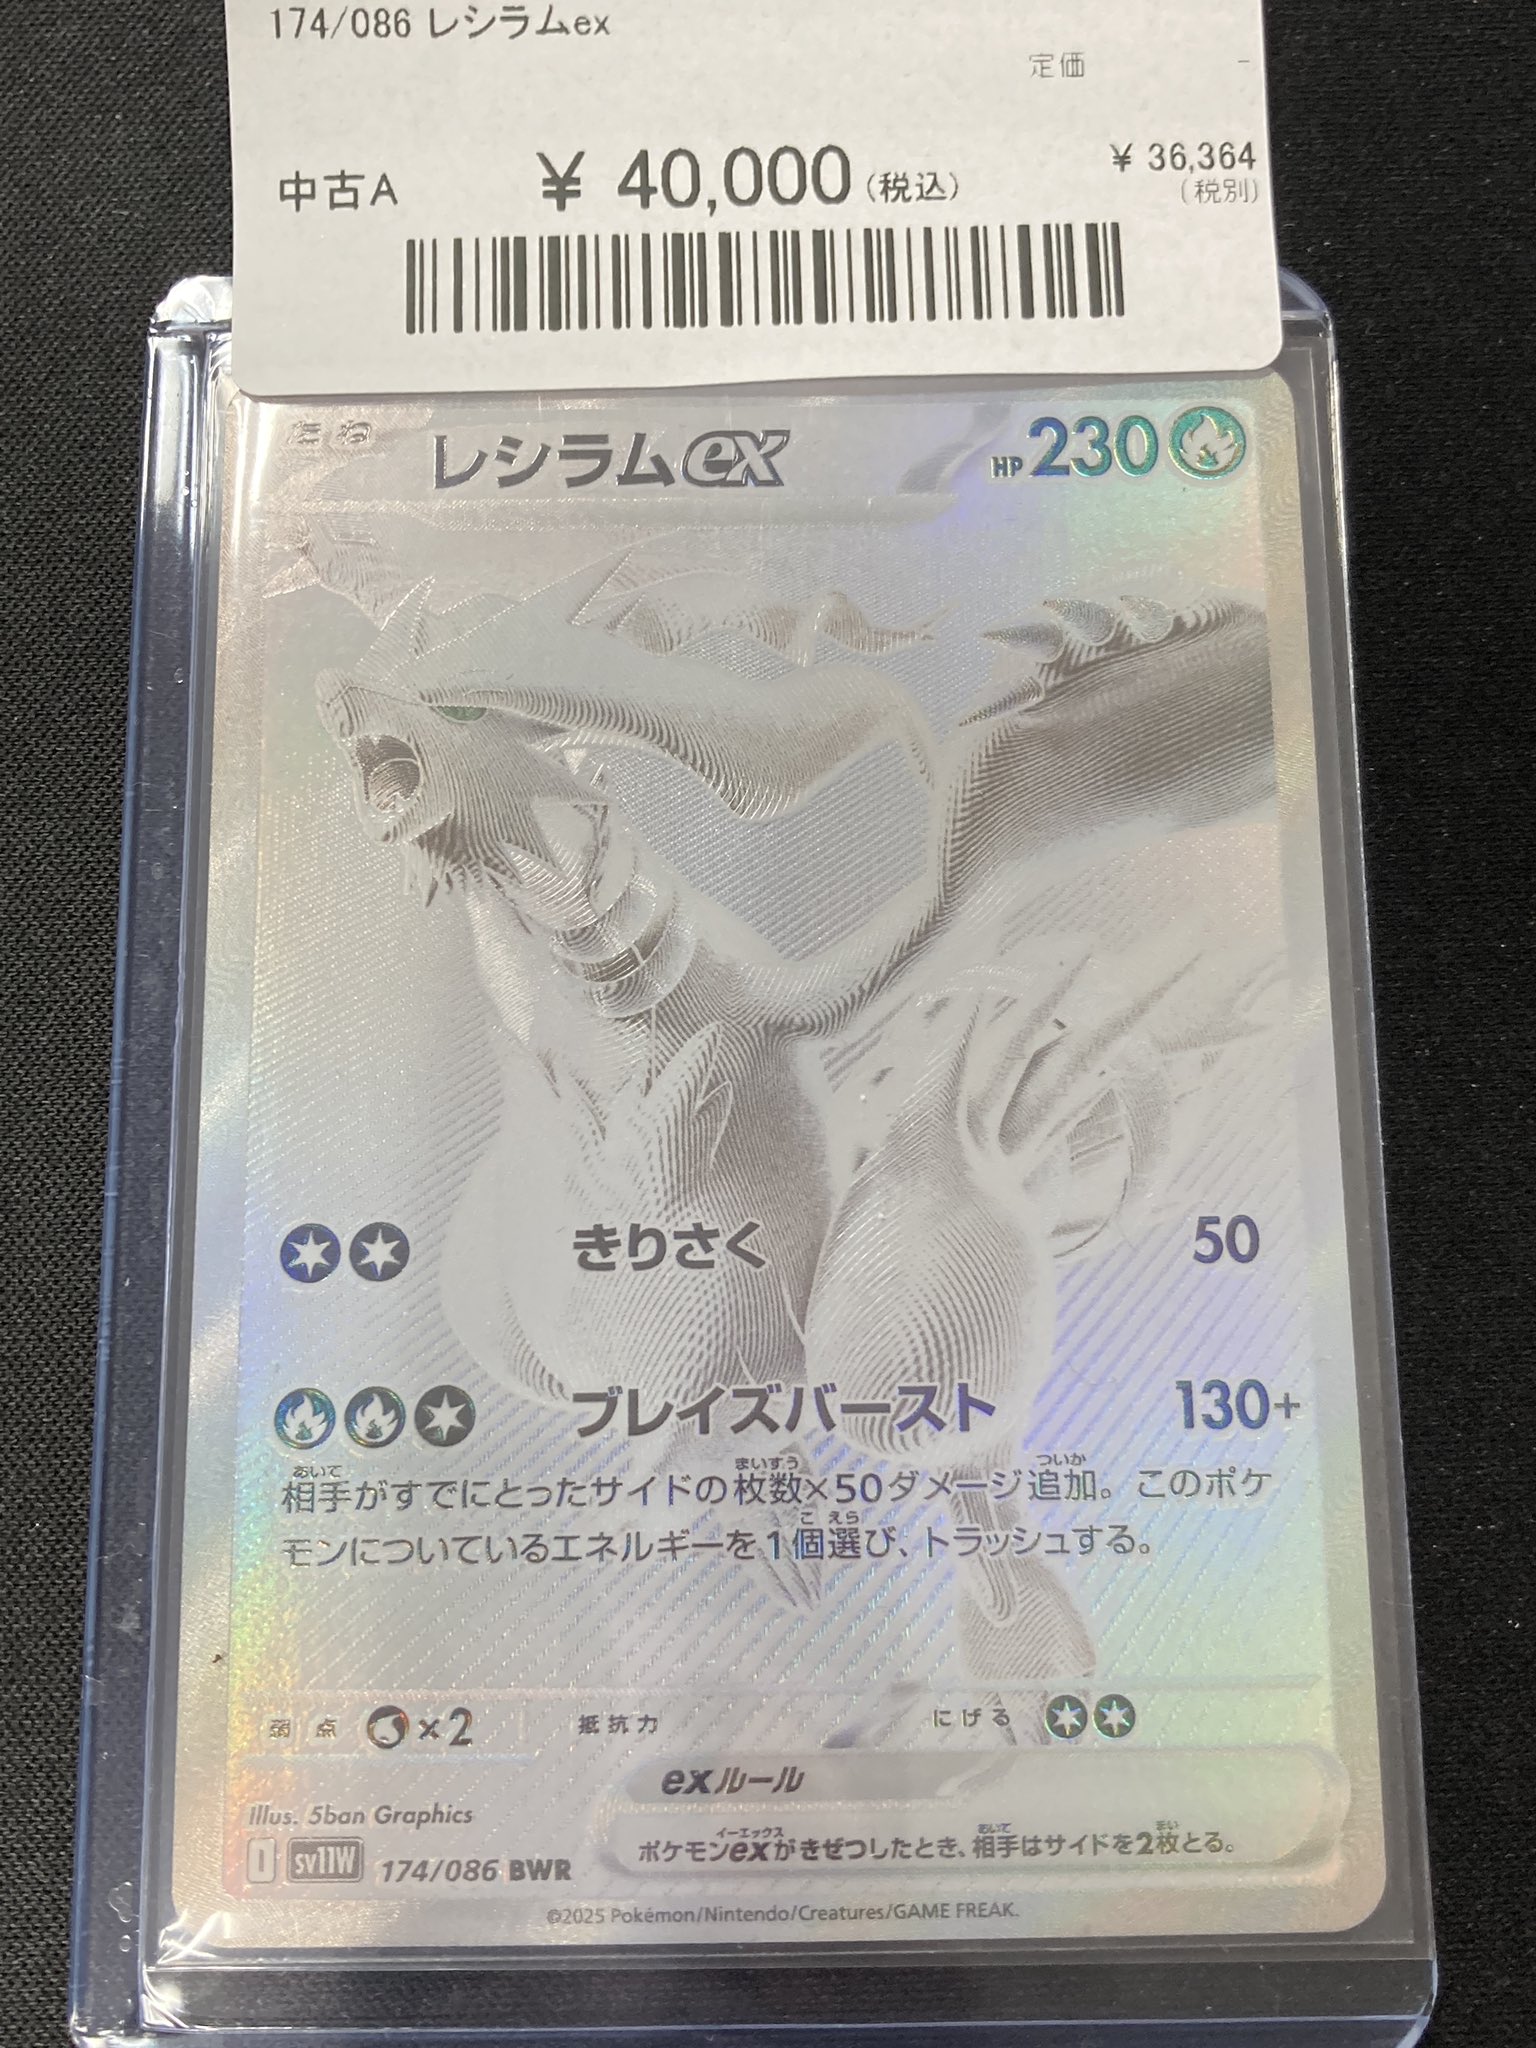 174/086 レシラムex
定価 -
中古A ¥ 40,000 (税込) ¥ 36,364 (税別)
たね レシラムex HP 230
きりさく 50
ブレイズバースト 130+
相手がすでにとったサイドの枚数×50ダメージ追加。このポケ
モンについているエネルギーを1個選び、トラッシュする。
弱点 ×2 抵抗力 にげる
exルール
ポケモンexがきぜつしたとき、相手はサイドを2枚とる。
Illus. 5ban Graphics
I sv11W 174/086 BWR
©2025 Pokémon/Nintendo/Creatures/GAME FREAK.